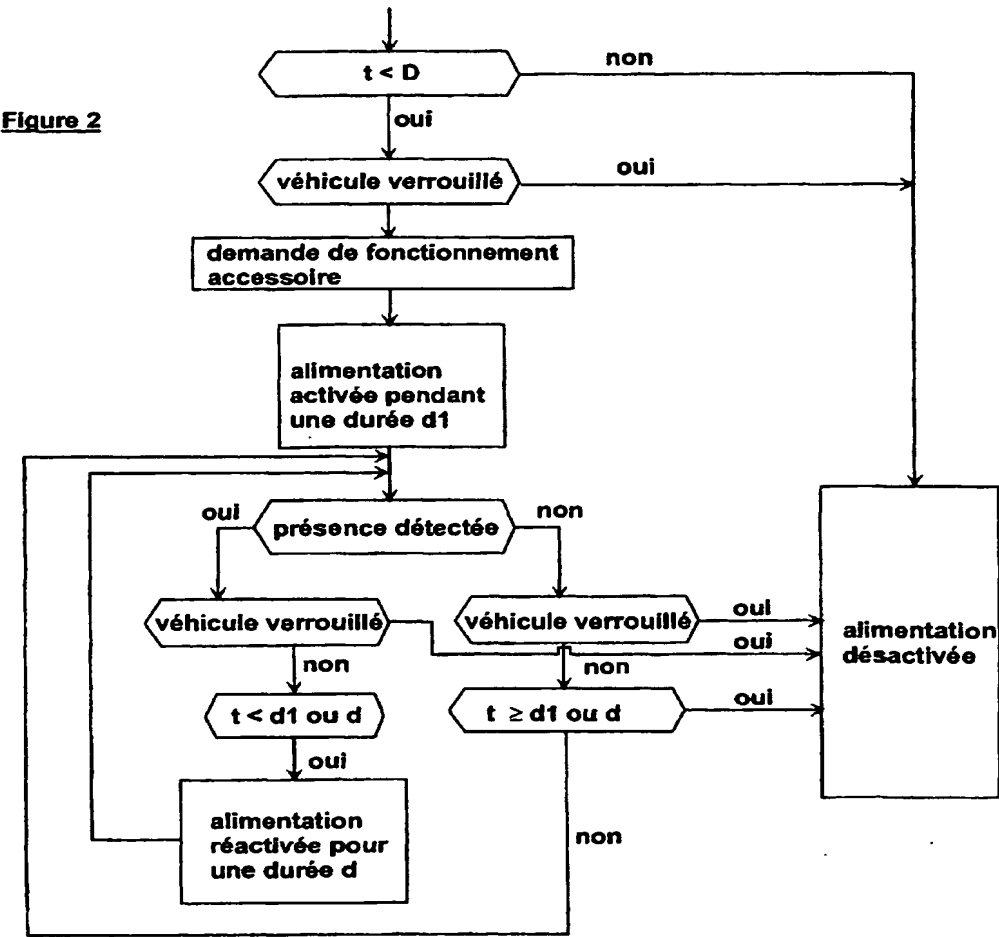 t < D
non
Figure 2
oui
véhicule verrouillé
oui
demande de fonctionnement
accessoire
alimentation
activée pendant
une durée d1
oui
présence détectée
non
véhicule verrouillé
véhicule verrouillé
oui
oui
alimentation
désactivée
non
non
t < d1 ou d
t ≥ d1 ou d
oui
oui
alimentation
réactivée pour
une durée d
non